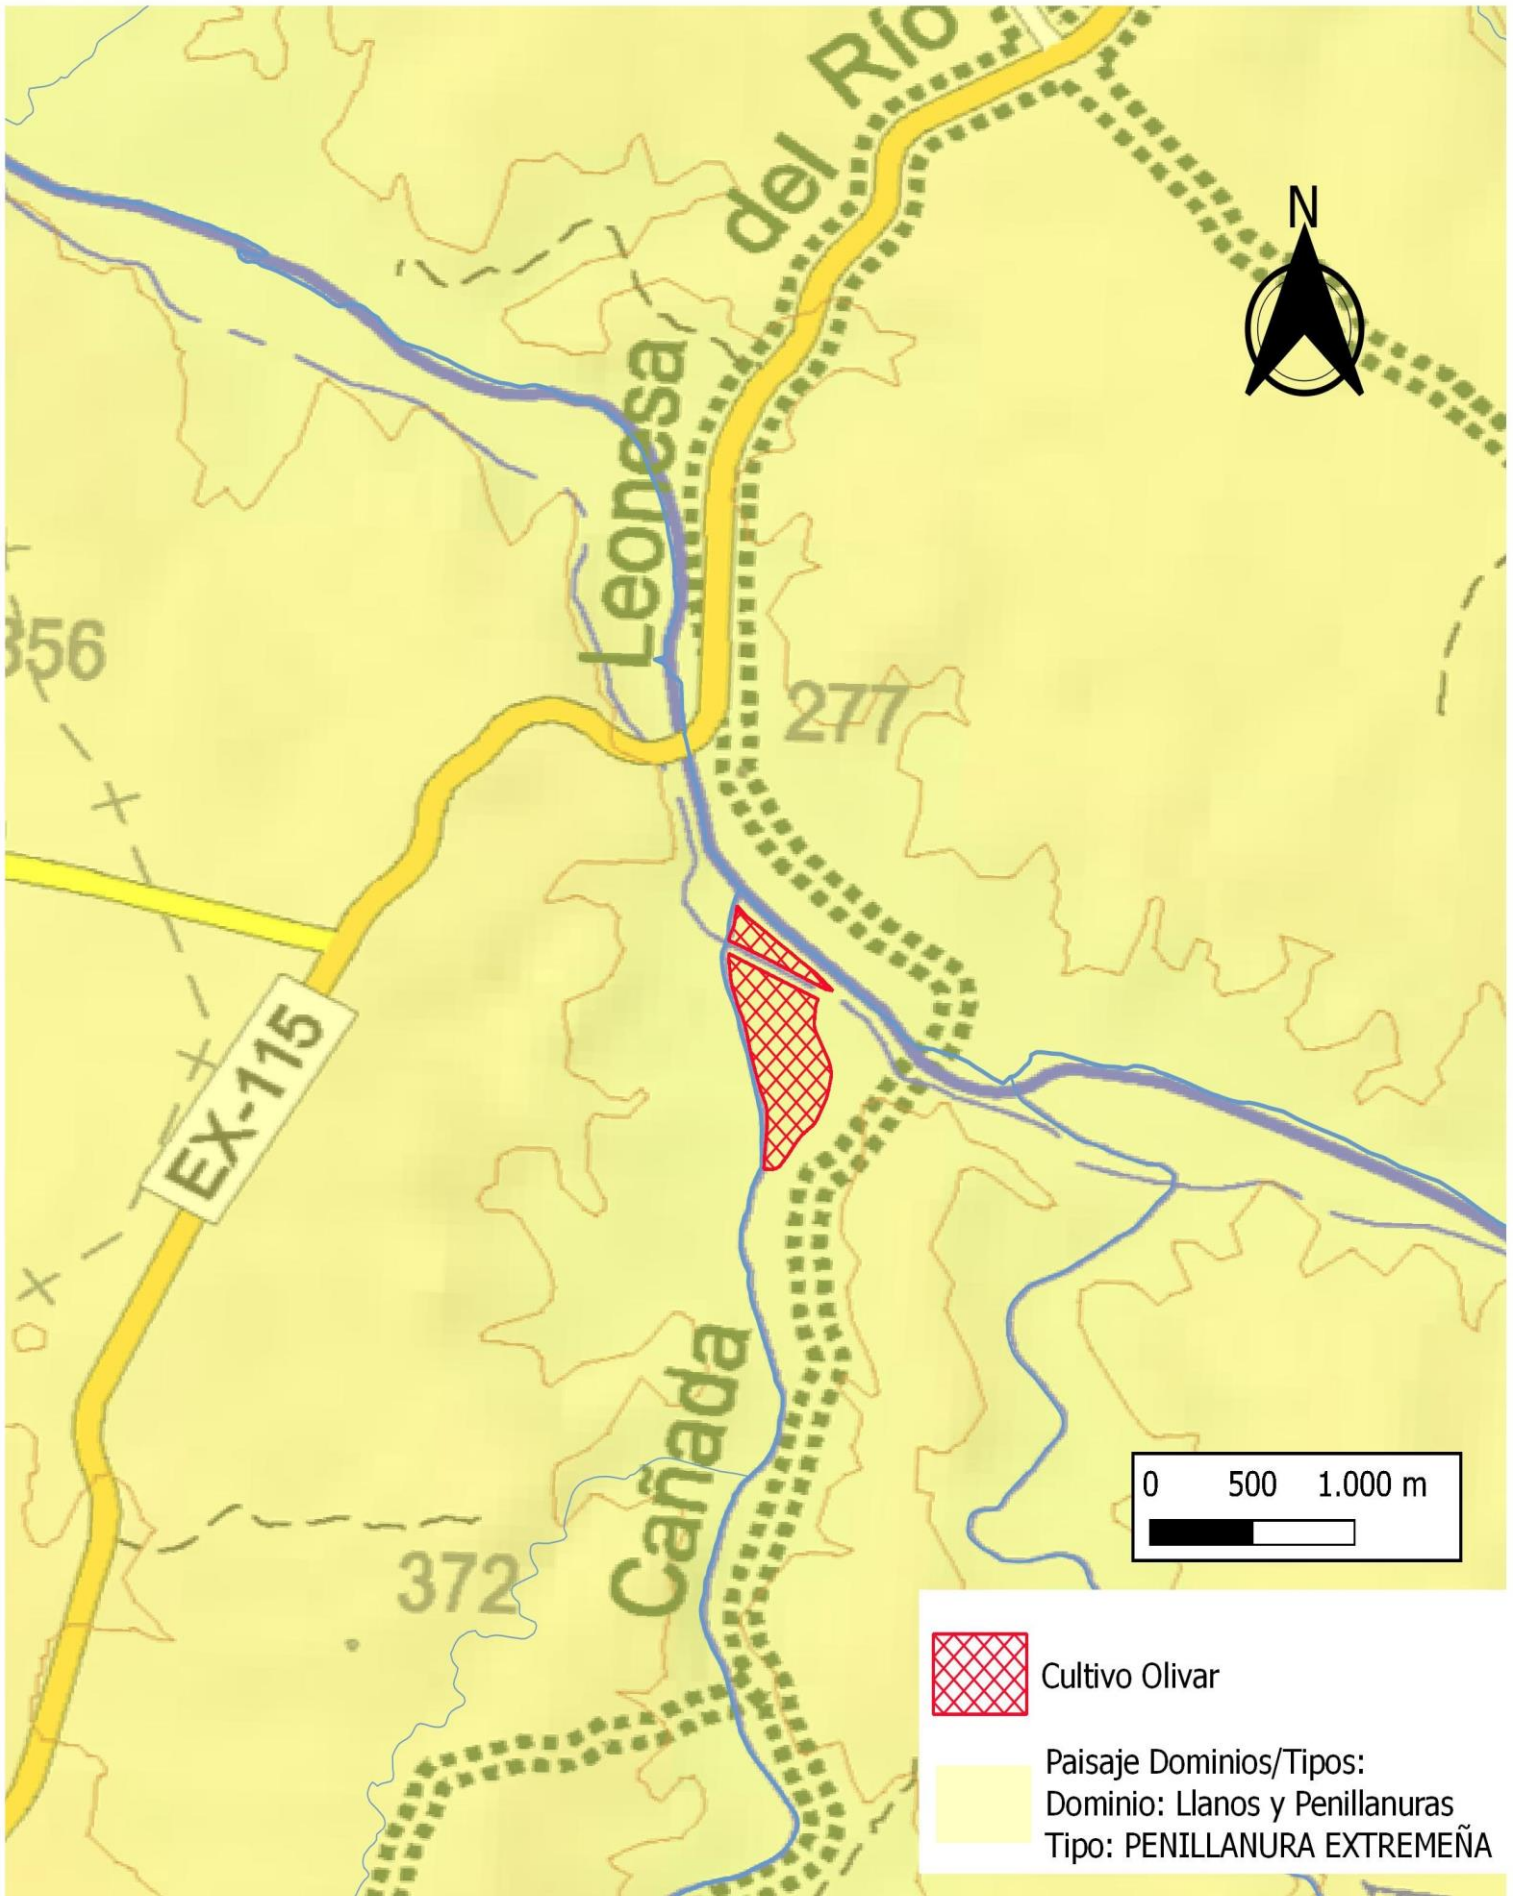 Cañada
Leonesa
del
Río
N
356
277
EX-115
372
0 500 1.000 m
Cultivo Olivar
Paisaje Dominios/Tipos:
Dominio: Llanos y Penillanuras
Tipo: PENILLANURA EXTREMEÑA